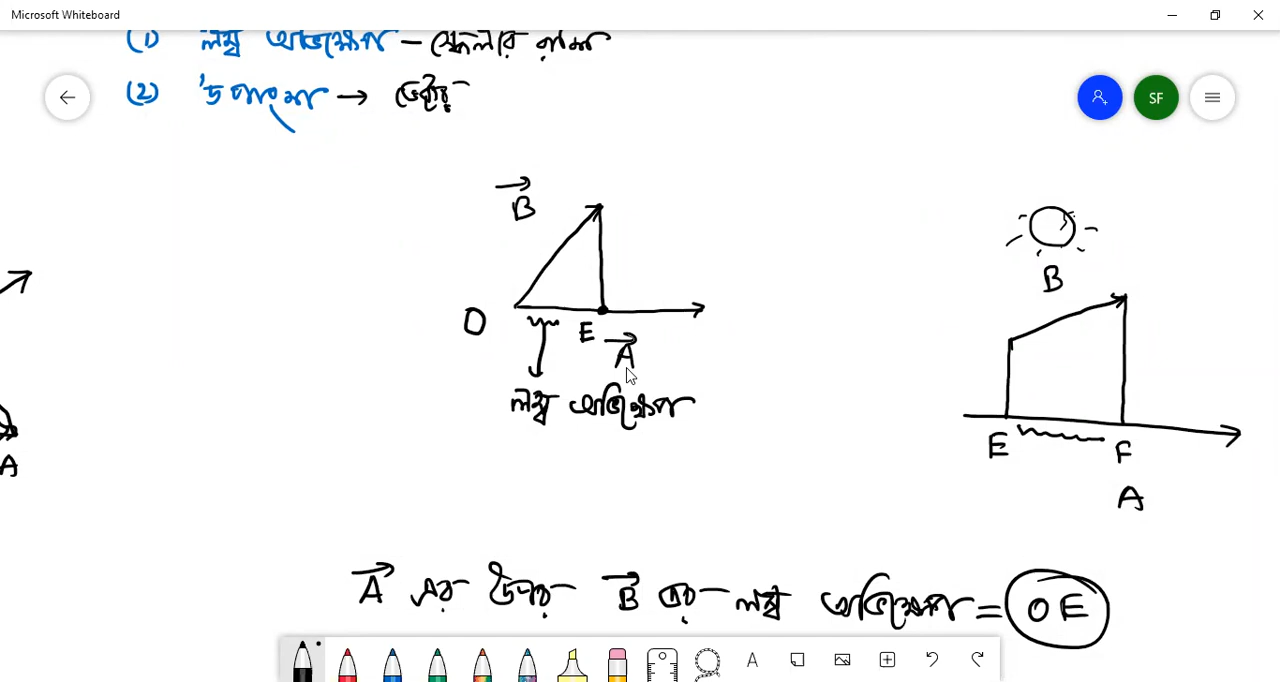 Microsoft Whiteboard
(1) লম্ব অভিক্ষেপ – স্কেলার রাশি
(2) উপাংশ → ভেক্টর
SF
B
B
O
E
A
লম্ব অভিক্ষেপ
E
F
A
A
A এর উপর B এর লম্ব অভিক্ষেপ = OE